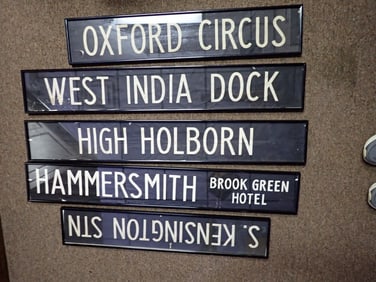 OXFORD CIRCUS
WEST INDIA DOCK
HIGH HOLBORN
HAMMERSMITH BROOK GREEN
HOTEL
S. KENSINGTON STN